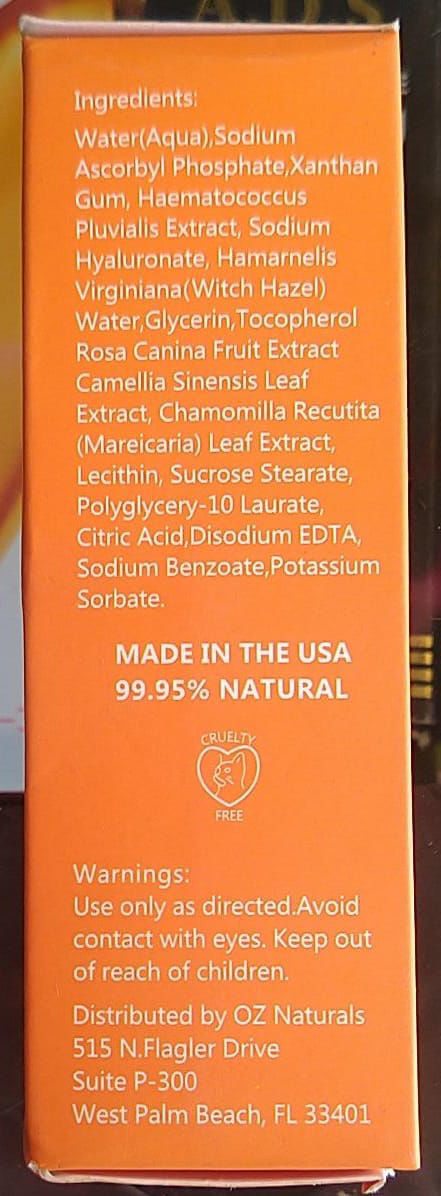 Ingredients:
Water(Aqua),Sodium
Ascorbyl Phosphate,Xanthan
Gum, Haematococcus
Pluvialis Extract, Sodium
Hyaluronate, Hamarnelis
Virginiana(Witch Hazel)
Water,Glycerin,Tocopherol
Rosa Canina Fruit Extract
Camellia Sinensis Leaf
Extract, Chamomilla Recutita
(Mareicaria) Leaf Extract,
Lecithin, Sucrose Stearate,
Polyglycery-10 Laurate,
Citric Acid,Disodium EDTA,
Sodium Benzoate,Potassium
Sorbate.
MADE IN THE USA
99.95% NATURAL
CRUELTY
FREE
Warnings:
Use only as directed.Avoid
contact with eyes. Keep out
of reach of children.
Distributed by OZ Naturals
515 N.Flagler Drive
Suite P-300
West Palm Beach, FL 33401